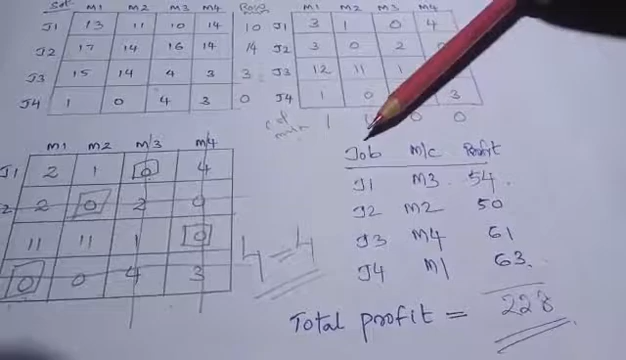 Sol M1 M2 M3 M4 Row
J1 13 11 10 14 10
J2 17 14 16 14 14
J3 15 14 4 3 3
J4 1 0 4 3 0
M1 M2 M3 M4
J1 3 1 0 4
J2 3 0 2 0
J3 12 11 1
J4 1 0 3
1 0 0
M1 M2 M3 M4
J1 2 1 0 4
2 2 0 2 0
11 11 1 0
0 0 4 3
4=4
Job M/c Profit
J1 M3 54
J2 M2 50
J3 M4 61
J4 M1 63
Total profit = 228